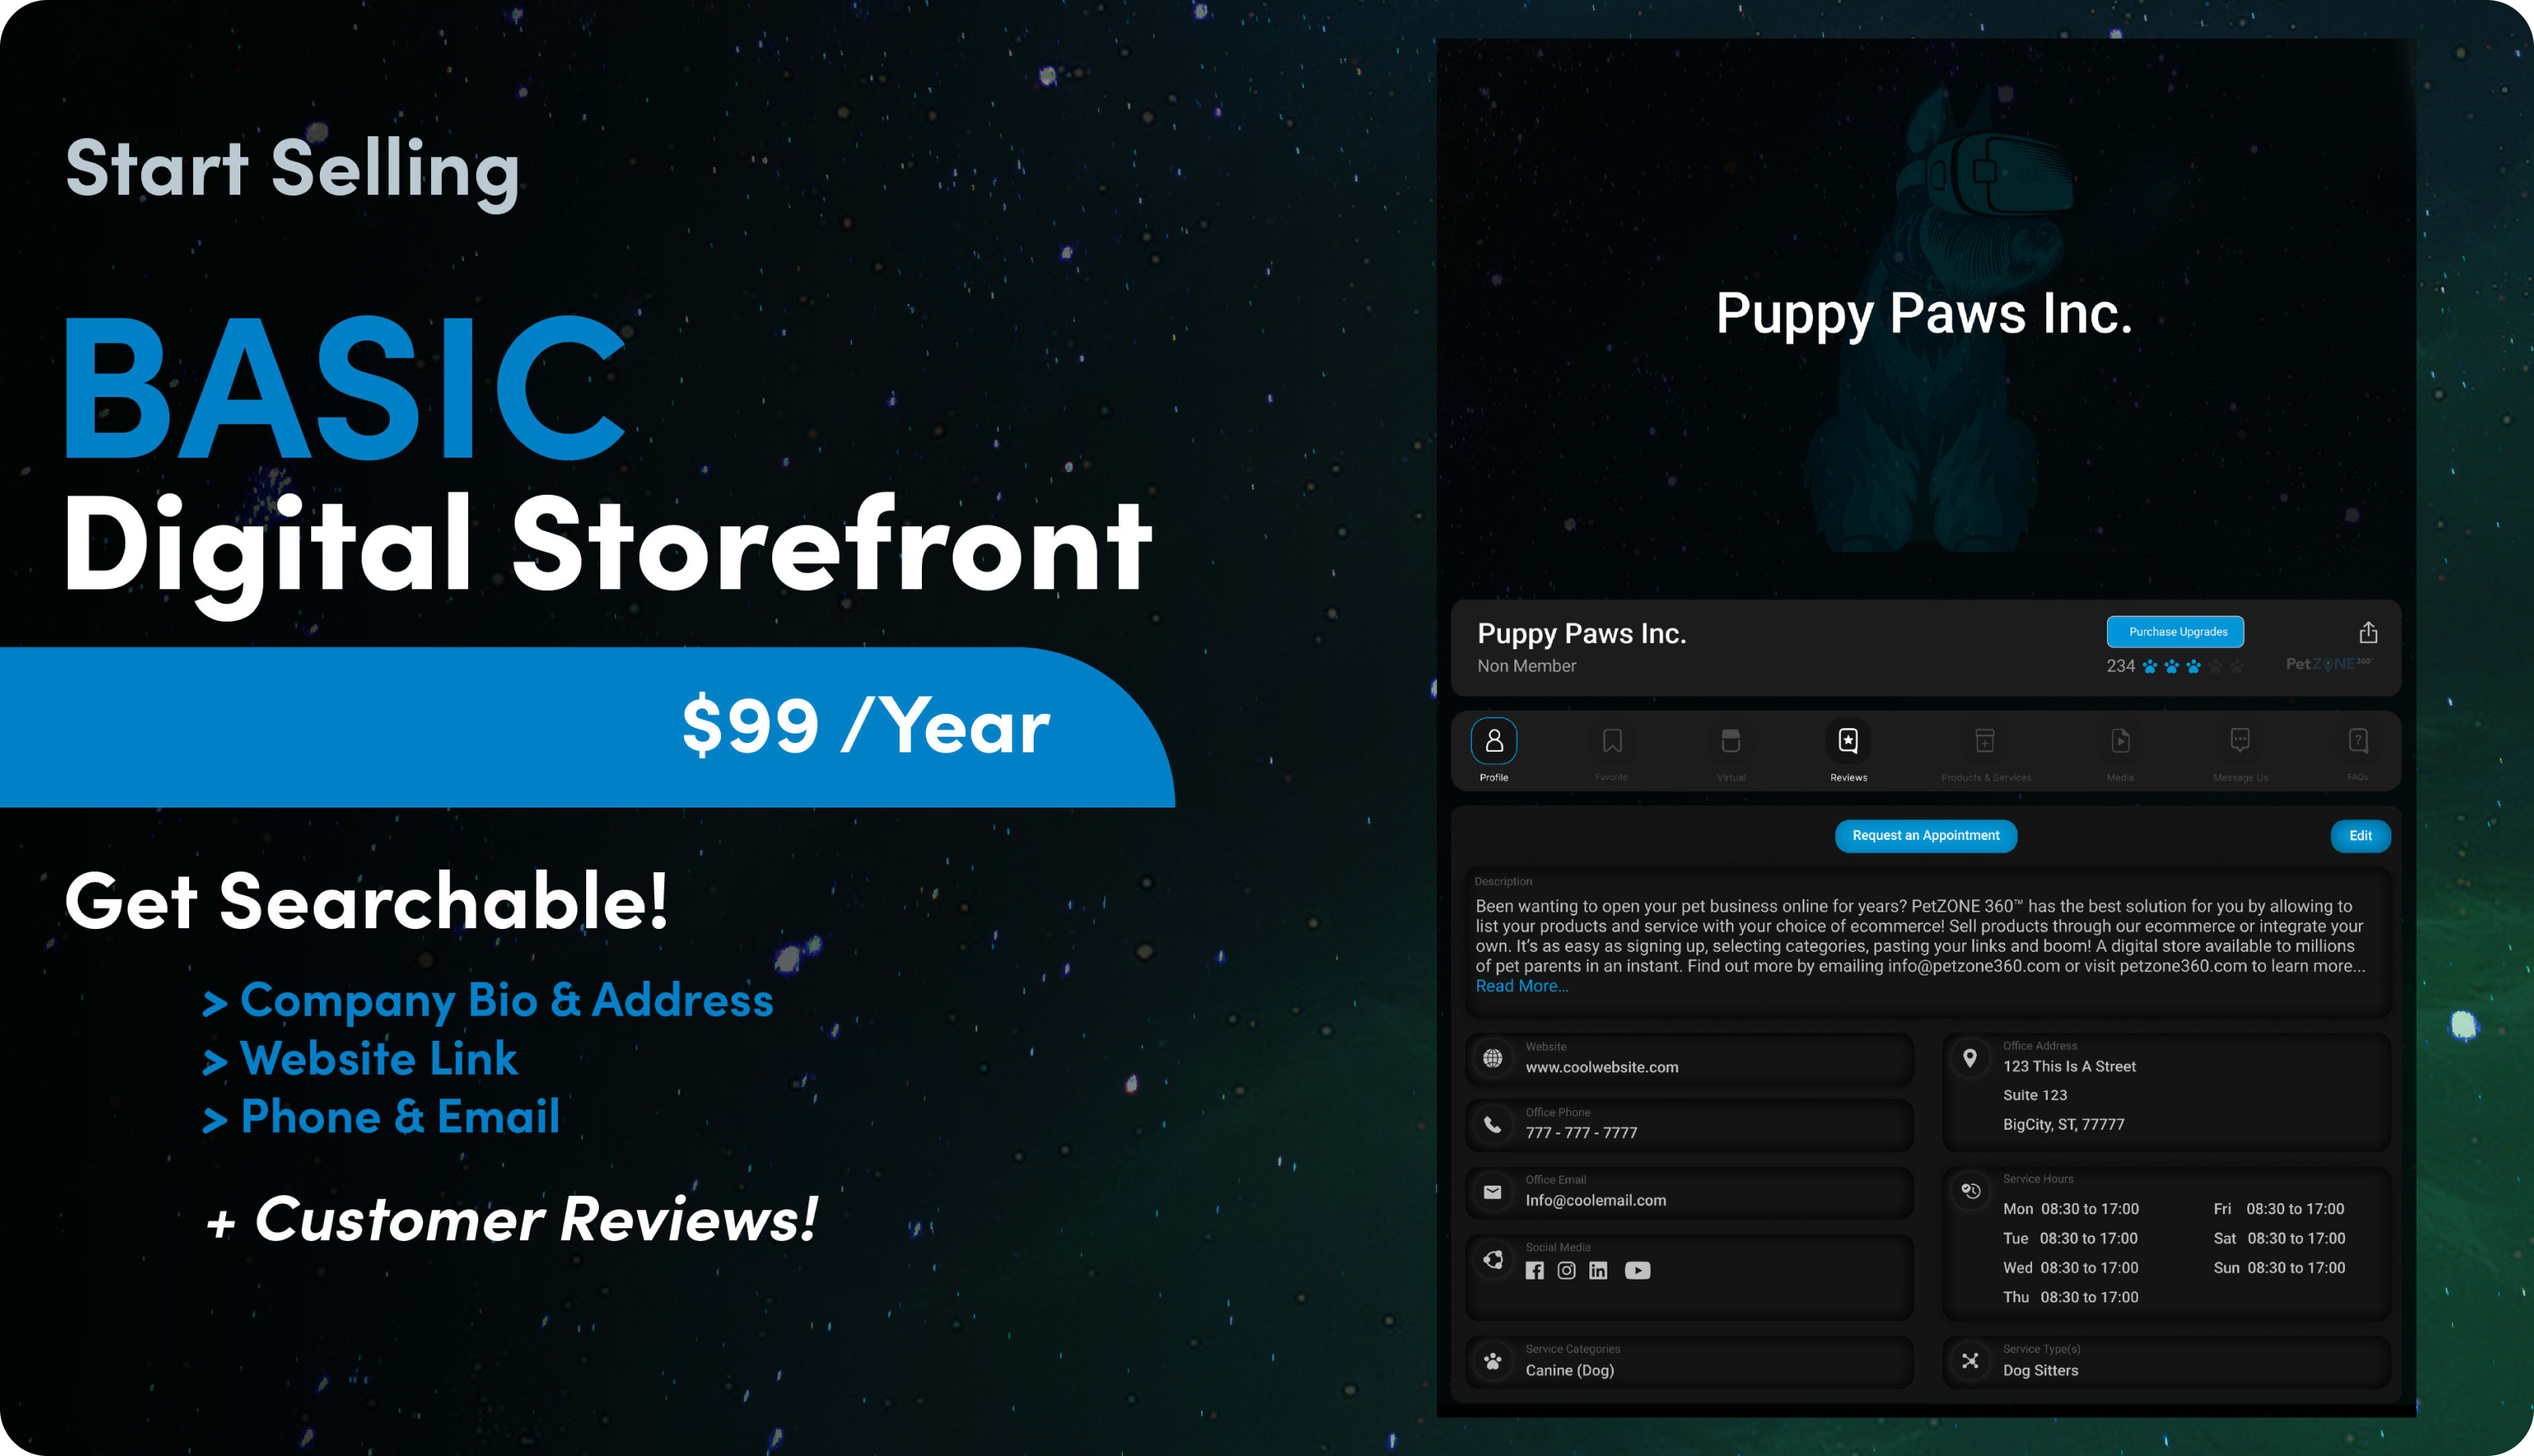 Start Selling
BASIC
Digital Storefront
$99 /Year
Get Searchable!
> Company Bio & Address
> Website Link
> Phone & Email
+ Customer Reviews!
Puppy Paws Inc.
Puppy Paws Inc.
Non Member
Purchase Upgrades
234
PetZONE 360™
Profile
Favorito
Virtual
Reviews
Products & Services
Media
Message Us
FAQs
Request an Appointment
Edit
Description
Been wanting to open your pet business online for years? PetZONE 360™ has the best solution for you by allowing to
list your products and service with your choice of ecommerce! Sell products through our ecommerce or integrate your
own. It's as easy as signing up, selecting categories, pasting your links and boom! A digital store available to millions
of pet parents in an instant. Find out more by emailing info@petzone360.com or visit petzone360.com to learn more...
Read More...
Website
www.coolwebsite.com
Office Phone
777 - 777 - 7777
Office Email
Info@coolemail.com
Social Media
Service Categories
Canine (Dog)
Office Address
123 This Is A Street
Suite 123
BigCity, ST, 77777
Service Hours
Mon 08:30 to 17:00
Tue 08:30 to 17:00
Wed 08:30 to 17:00
Thu 08:30 to 17:00
Fri 08:30 to 17:00
Sat 08:30 to 17:00
Sun 08:30 to 17:00
Service Type(s)
Dog Sitters